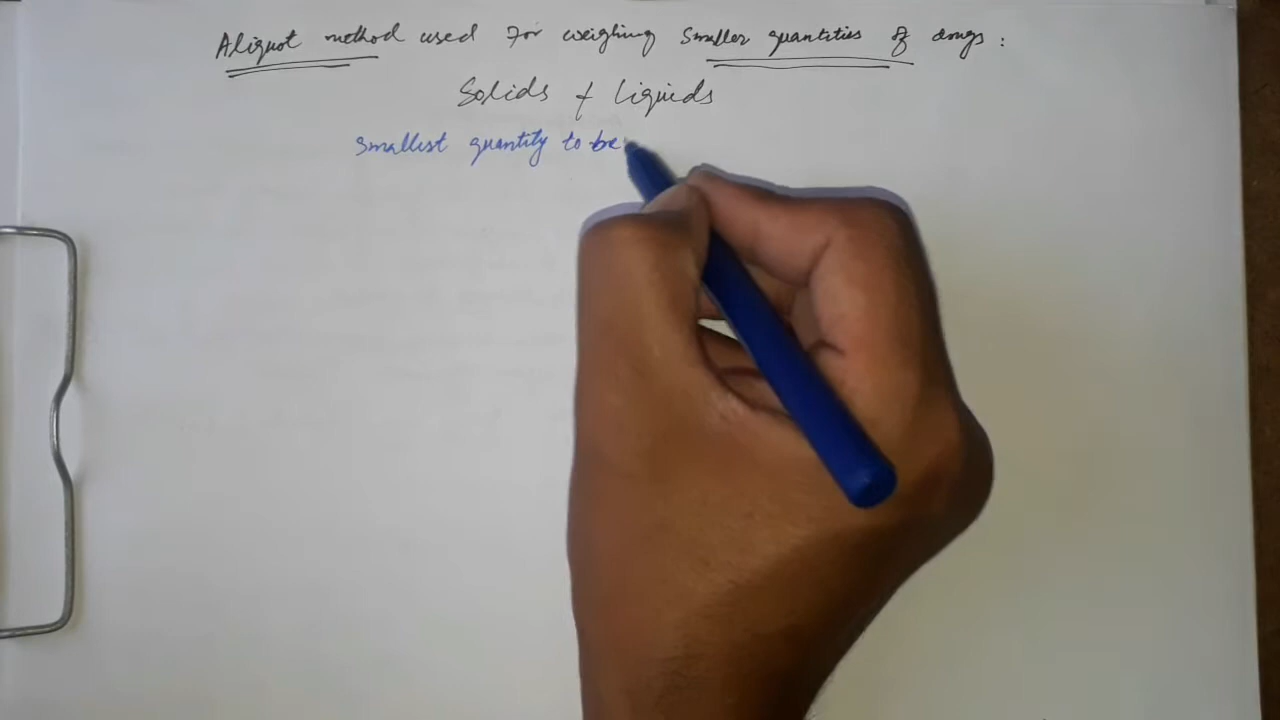 Aliquot method used for weighing smaller quantities of drugs :
Solids & Liquids
Smallest quantity to be